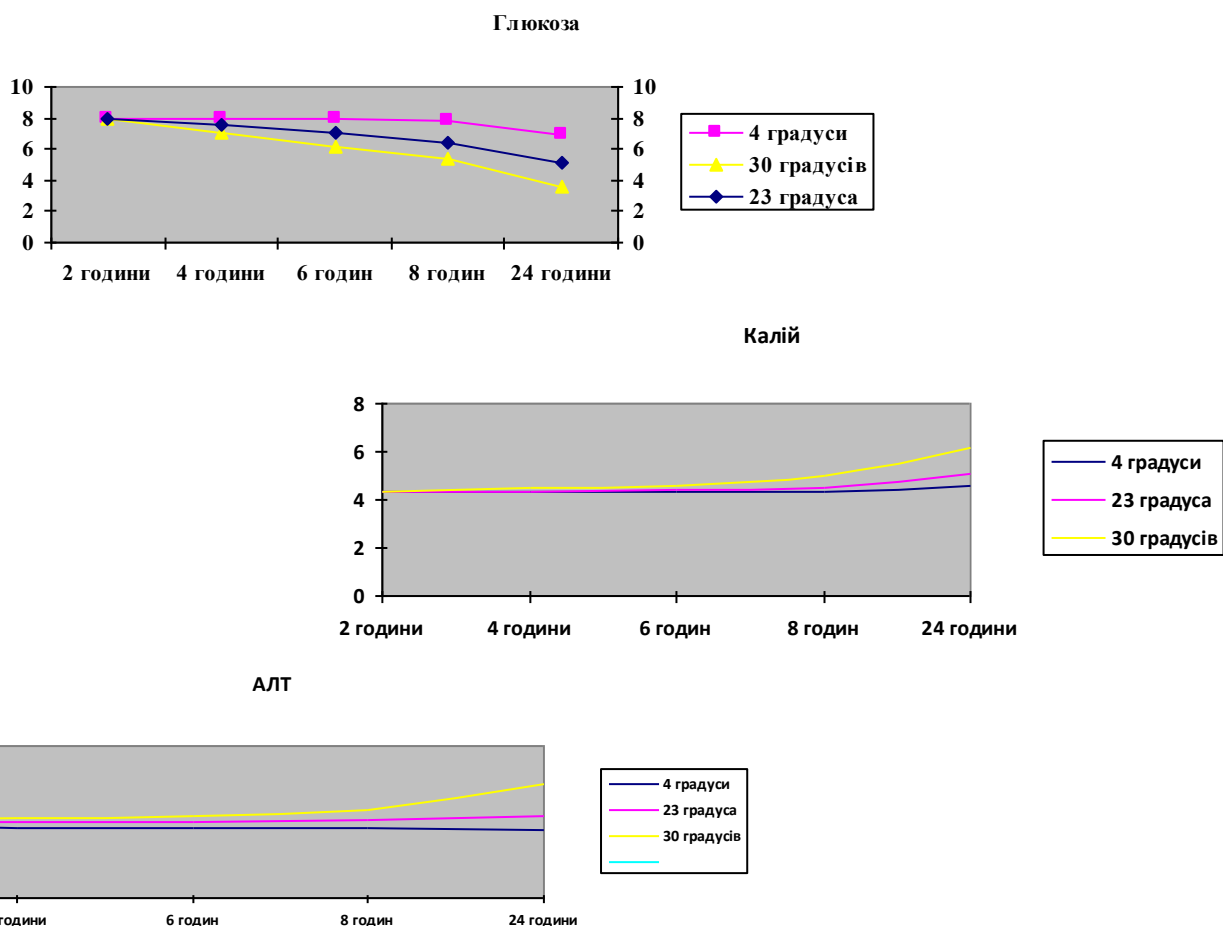 Глюкоза
10 10
8 8
6 6
4 4
2 2
0 0
2 години 4 години 6 годин 8 годин 24 години
4 градуси
30 градусів
23 градуса
Калій
8
6
4
2
0
2 години 4 години 6 годин 8 годин 24 години
4 градуси
23 градуса
30 градусів
АЛТ
4 градуси
23 градуса
30 градусів
6 годин 8 годин 24 години